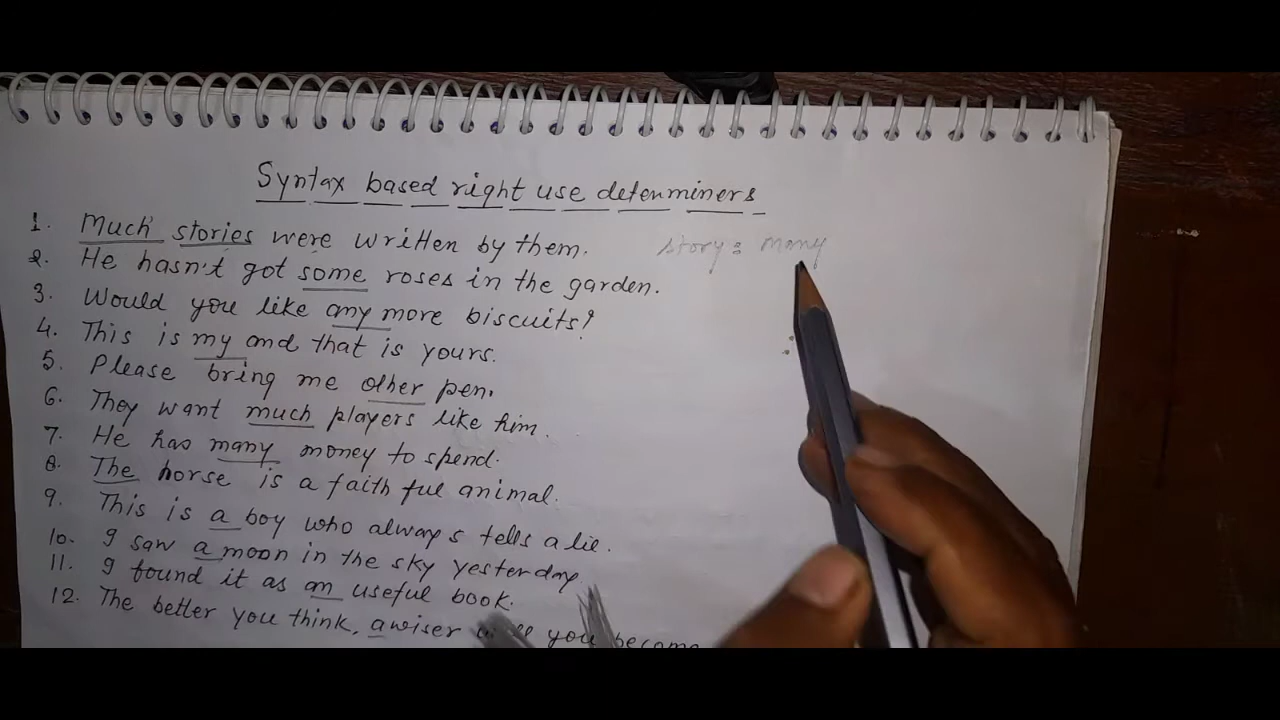 Syntax based right use determiners
1. Much stories were written by them. story: many
2. He hasn't got some roses in the garden.
3. Would you like any more biscuits?
4. This is my and that is yours.
5. Please bring me other pen.
6. They want much players like him.
7. He has many money to spend.
8. The horse is a faithful animal.
9. This is a boy who always tells a lie.
10. I saw a moon in the sky yesterday.
11. I found it as an useful book.
12. The better you think, a wiser you become